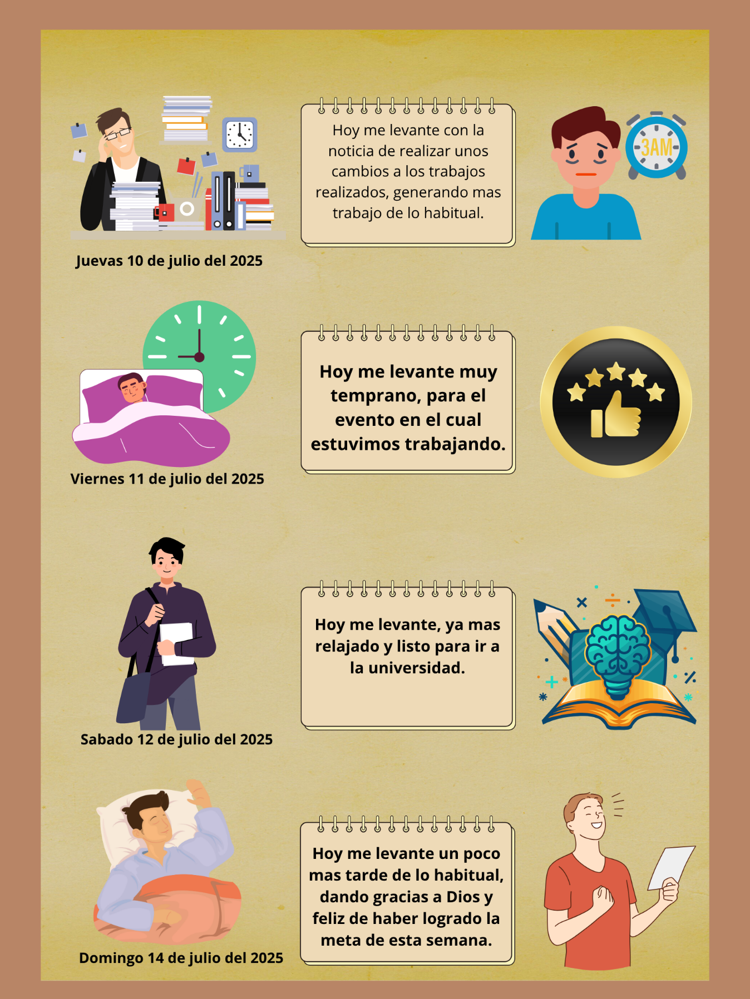 Hoy me levante con la
noticia de realizar unos
cambios a los trabajos
realizados, generando mas
trabajo de lo habitual.
3AM
Juevas 10 de julio del 2025
Hoy me levante muy
temprano, para el
evento en el cual
estuvimos trabajando.
Viernes 11 de julio del 2025
Hoy me levante, ya mas
relajado y listo para ir a
la universidad.
Sabado 12 de julio del 2025
Hoy me levante un poco
mas tarde de lo habitual,
dando gracias a Dios y
feliz de haber logrado la
meta de esta semana.
Domingo 14 de julio del 2025